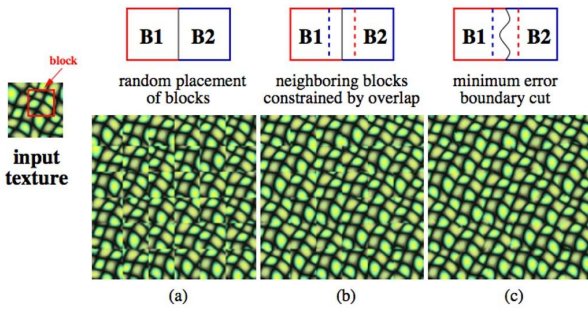 block
input
texture
B1 B2
random placement
of blocks
B1 B2
neighboring blocks
constrained by overlap
B1 B2
minimum error
boundary cut
(a)
(b)
(c)